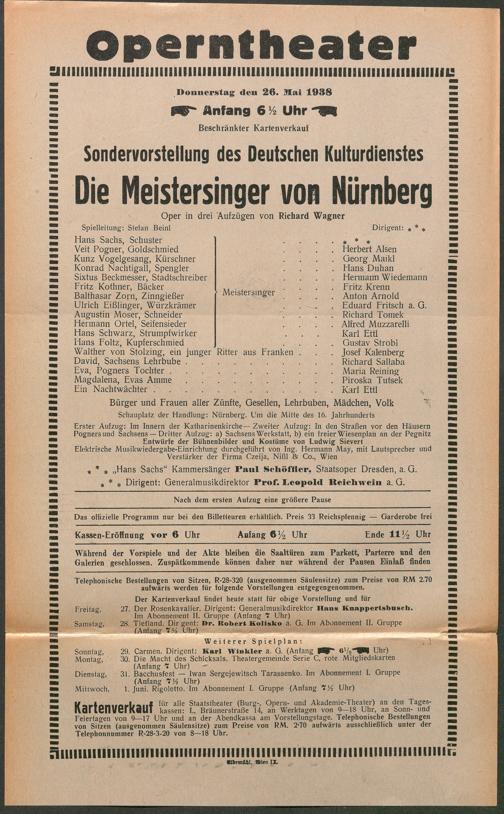 Operntheater
Donnerstag den 26. Mai 1938
Anfang 6½ Uhr
Beschränkter Kartenverkauf
Sondervorstellung des Deutschen Kulturdienstes
Die Meistersinger von Nürnberg
Oper in drei Aufzügen von Richard Wagner
Spielleitung: Stefan Beinl Dirigent: * * *
Hans Sachs, Schuster . . . . * * *
Veit Pogner, Goldschmied . . . . Herbert Alsen
Kunz Vogelgesang, Kürschner . . . . Georg Maikl
Konrad Nachtigall, Spengler . . . . Hans Duhan
Sixtus Beckmesser, Stadtschreiber . . . . Hermann Wiedemann
Fritz Kothner, Bäcker . . . . Fritz Krenn
Balthasar Zorn, Zinngießer Meistersinger . . . . Anton Arnold
Ulrich Eißlinger, Würzkrämer . . . . Eduard Fritsch a. G.
Augustin Moser, Schneider . . . . Richard Tomek
Hermann Ortel, Seifensieder . . . . Alfred Muzzarelli
Hans Schwarz, Strumpfwirker . . . . Karl Ettl
Hans Foltz, Kupferschmied . . . . Gustav Strobl
Walther von Stolzing, ein junger Ritter aus Franken . . . . Josef Kalenberg
David, Sachsens Lehrbube . . . . Richard Sallaba
Eva, Pogners Tochter . . . . Maria Reining
Magdalena, Evas Amme . . . . Piroska Tutsek
Ein Nachtwächter . . . . Karl Ettl
Bürger und Frauen aller Zünfte, Gesellen, Lehrbuben, Mädchen, Volk
Schauplatz der Handlung: Nürnberg. Um die Mitte des 16. Jahrhunderts
Erster Aufzug: Im Innern der Katharinenkirche — Zweiter Aufzug: In den Straßen vor den Häusern
Pogners und Sachsens — Dritter Aufzug: a) Sachsens Werkstatt, b) ein freier Wiesenplan an der Pegnitz
Entwürfe der Bühnenbilder und Kostüme von Ludwig Sievert
Elektrische Musikwiedergabe-Einrichtung durchgeführt von Ing. Hermann May, mit Lautsprecher und
Verstärker der Firma Czeija, Nißl & Co., Wien
* * * „Hans Sachs" Kammersänger Paul Schöffler, Staatsoper Dresden, a. G.
* * * Dirigent: Generalmusikdirektor Prof. Leopold Reichwein a. G.
Nach dem ersten Aufzug eine größere Pause
Das offizielle Programm nur bei den Billetteuren erhältlich. Preis 33 Reichspfennig — Garderobe frei
Kassen-Eröffnung vor 6 Uhr Anfang 6½ Uhr Ende 11½ Uhr
Während der Vorspiele und der Akte bleiben die Saaltüren zum Parkett, Parterre und den
Galerien geschlossen. Zuspätkommende können daher nur während der Pausen Einlaß finden
Telephonische Bestellungen von Sitzen, R-28-320 (ausgenommen Säulensitze) zum Preise von RM 2.70
aufwärts werden für folgende Vorstellungen entgegengenommen.
Der Kartenverkauf findet heute statt für obige Vorstellung und für
Freitag, 27. Der Rosenkavalier. Dirigent: Generalmusikdirektor Hans Knappertsbusch.
Im Abonnement II. Gruppe (Anfang 7 Uhr)
Samstag, 28. Tiefland. Dirigent: Dr. Robert Kolisko a. G. Im Abonnement II. Gruppe
(Anfang 7½ Uhr)
Weiterer Spielplan:
Sonntag, 29. Carmen. Dirigent: Karl Winkler a. G. (Anfang 6½ Uhr)
Montag, 30. Die Macht des Schicksals. Theatergemeinde Serie C, rote Mitgliedskarten
(Anfang 7 Uhr)
Dienstag, 31. Bacchusfest — Iwan Sergejewitsch Tarassenko. Im Abonnement I. Gruppe
(Anfang 7½ Uhr)
Mittwoch, 1. Juni. Rigoletto. Im Abonnement I. Gruppe (Anfang 7½ Uhr)
Kartenverkauf für alle Staatstheater (Burg-, Opern- und Akademie-Theater) an den Tages-
kassen: I., Bräunerstraße 14, an Werktagen von 9—18 Uhr, an Sonn- und
Feiertagen von 9—17 Uhr und an der Abendkassa am Vorstellungstage. Telephonische Bestellungen
von Sitzen (ausgenommen Säulensitze) zum Preise von RM. 2·70 aufwärts ausschließlich unter der
Telephonnummer R-28-3-20 von 8—18 Uhr.
Elbemühl, Wien IX.